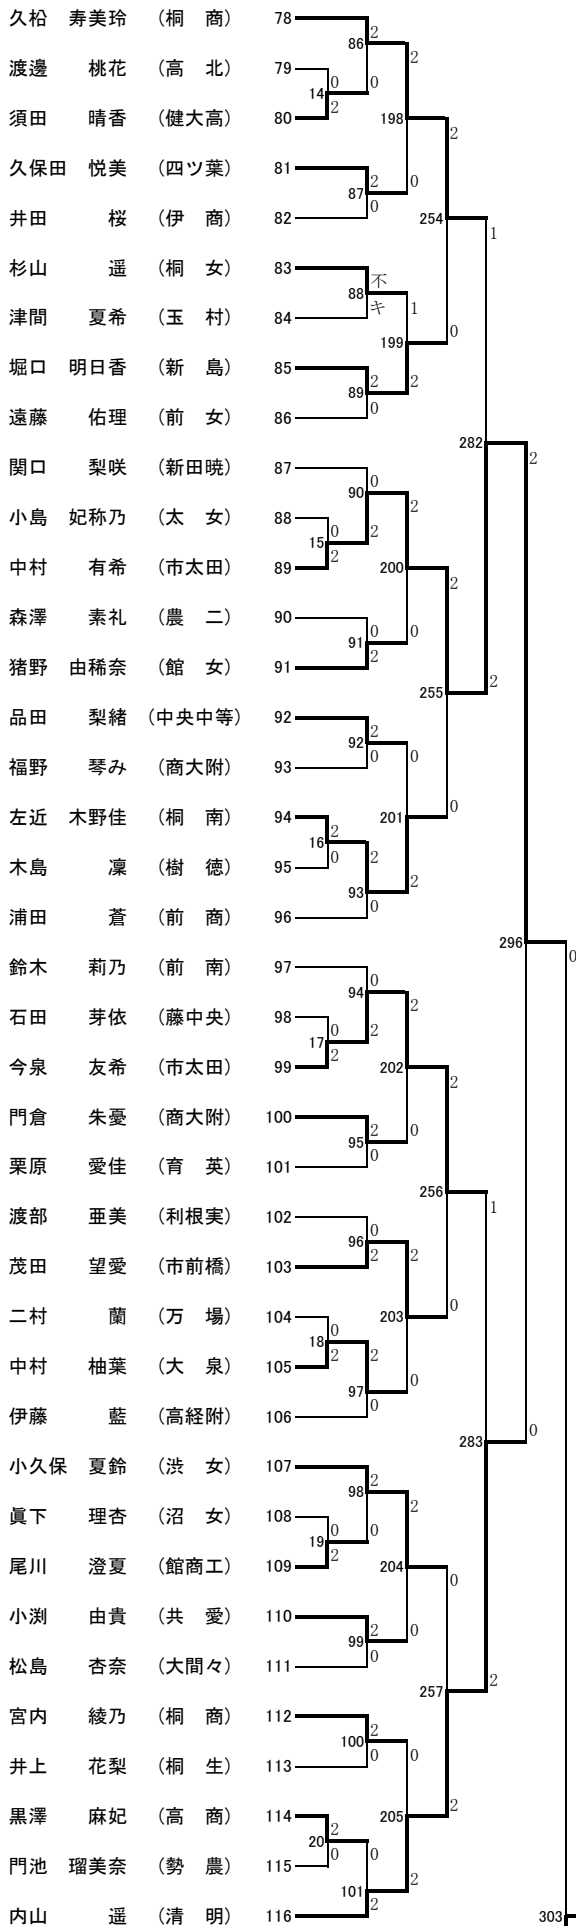 久松　寿美玲　（桐　商）　78
渡邊　桃花　（高　北）　79
須田　晴香　（健大高）　80
久保田　悦美　（四ツ葉）　81
井田　桜　（伊　商）　82
杉山　遥　（桐　女）　83
津間　夏希　（玉　村）　84
堀口　明日香　（新　島）　85
遠藤　佑理　（前　女）　86
関口　梨咲　（新田暁）　87
小島　妃称乃　（太　女）　88
中村　有希　（市太田）　89
森澤　素礼　（農　二）　90
猪野　由稀奈　（館　女）　91
品田　梨緒　（中央中等）　92
福野　琴み　（商大附）　93
左近　木野佳　（桐　南）　94
木島　凜　（樹　徳）　95
浦田　蒼　（前　商）　96
鈴木　莉乃　（前　南）　97
石田　芽依　（藤中央）　98
今泉　友希　（市太田）　99
門倉　朱憂　（商大附）　100
栗原　愛佳　（育　英）　101
渡部　亜美　（利根実）　102
茂田　望愛　（市前橋）　103
二村　蘭　（万　場）　104
中村　柚葉　（大　泉）　105
伊藤　藍　（高経附）　106
小久保　夏鈴　（渋　女）　107
眞下　理杏　（沼　女）　108
尾川　澄夏　（館商工）　109
小渕　由貴　（共　愛）　110
松島　杏奈　（大間々）　111
宮内　綾乃　（桐　商）　112
井上　花梨　（桐　生）　113
黒澤　麻妃　（高　商）　114
門池　瑠美奈　（勢　農）　115
内山　遥　（清　明）　116
14 0 2
15 0 2
16 2 0
17 0 2
18 0 2
19 0 2
20 2 0
86 2 0
87 2 0
88 不 キ
89 2 0
90 0 2
91 0 2
92 2 0
93 2 0
94 0 2
95 2 0
96 0 2
97 2 0
98 2 0
99 2 0
100 2 0
101 0 2
198 2 0
199 1 2
200 2 0
201 0 2
202 2 0
203 2 0
204 2 0
205 0 2
254 2 0
255 2 0
256 2 0
257 0 2
282 1 2
283 1 2
296 2 0
303 0